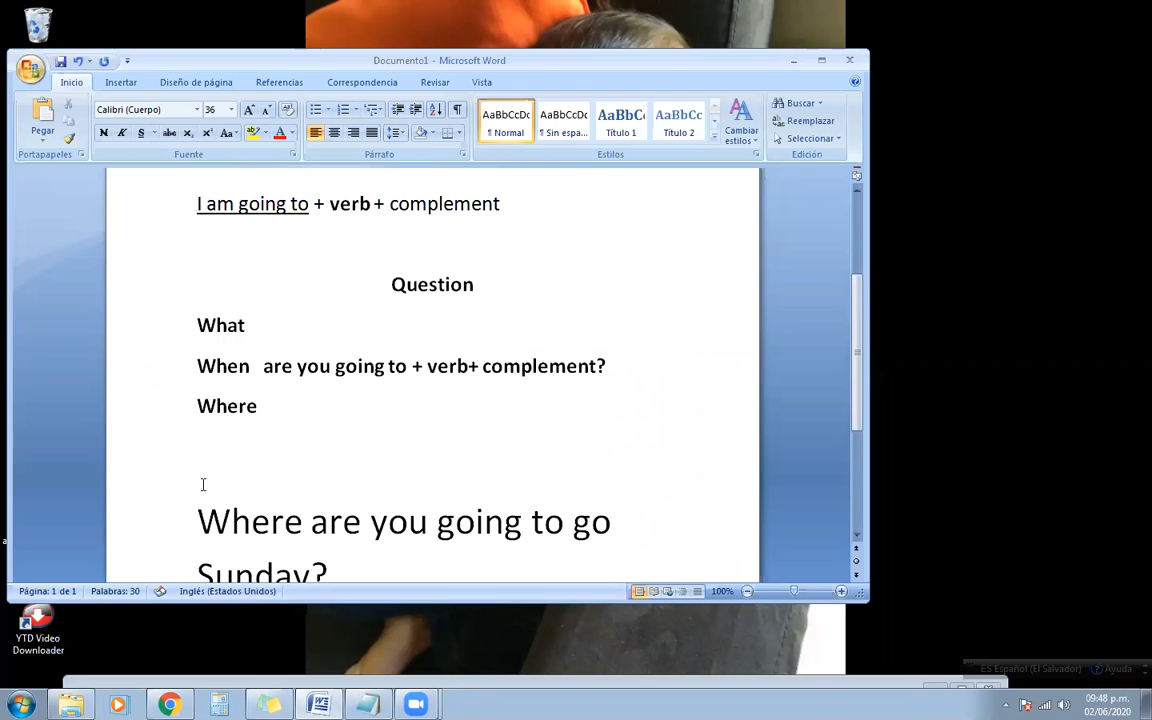 Documento1 - Microsoft Word
Inicio Insertar Diseño de página Referencias Correspondencia Revisar Vista
Pegar
Calibri (Cuerpo) 36
AaBbCcDc AaBbCcDc AaBbC AaBbCc
¶ Normal ¶ Sin espa... Título 1 Título 2
Cambiar estilos
Buscar
Reemplazar
Seleccionar
Portapapeles Fuente Párrafo Estilos Edición
I am going to + verb + complement
Question
What
When are you going to + verb+ complement?
Where
Where are you going to go
Sunday?
Página: 1 de 1 Palabras: 30 Inglés (Estados Unidos) 100%
YTD Video
Downloader
ES Español (El Salvador) Ayuda
09:48 p.m.
02/06/2020